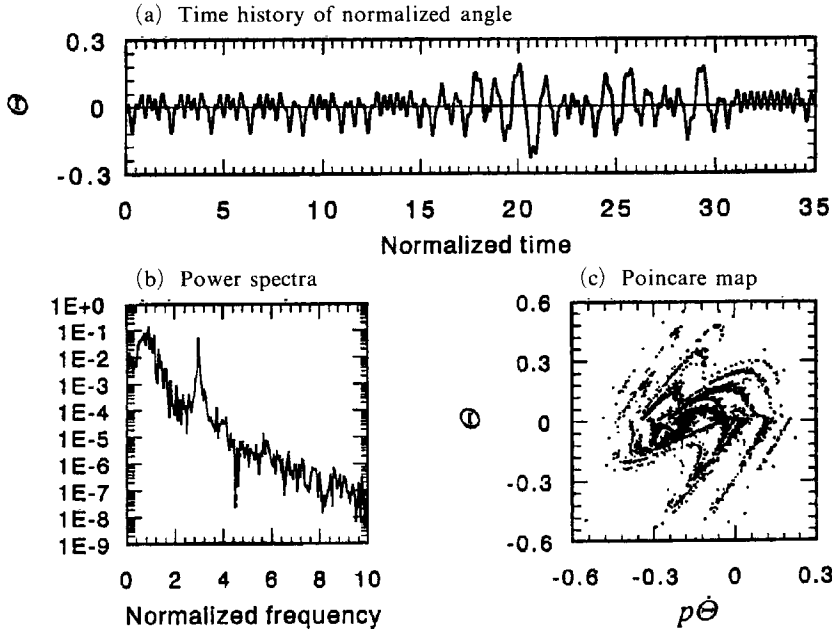 (a) Time history of normalized angle
0.3
Θ
0
-0.3
0 5 10 15 20 25 30 35
Normalized time
(b) Power spectra
1E+0
1E-1
1E-2
1E-3
1E-4
1E-5
1E-6
1E-7
1E-8
1E-9
0 2 4 6 8 10
Normalized frequency
(c) Poincare map
0.6
0.3
Θ
0
-0.3
-0.6
-0.6 -0.3 0 0.3
pΘ̇